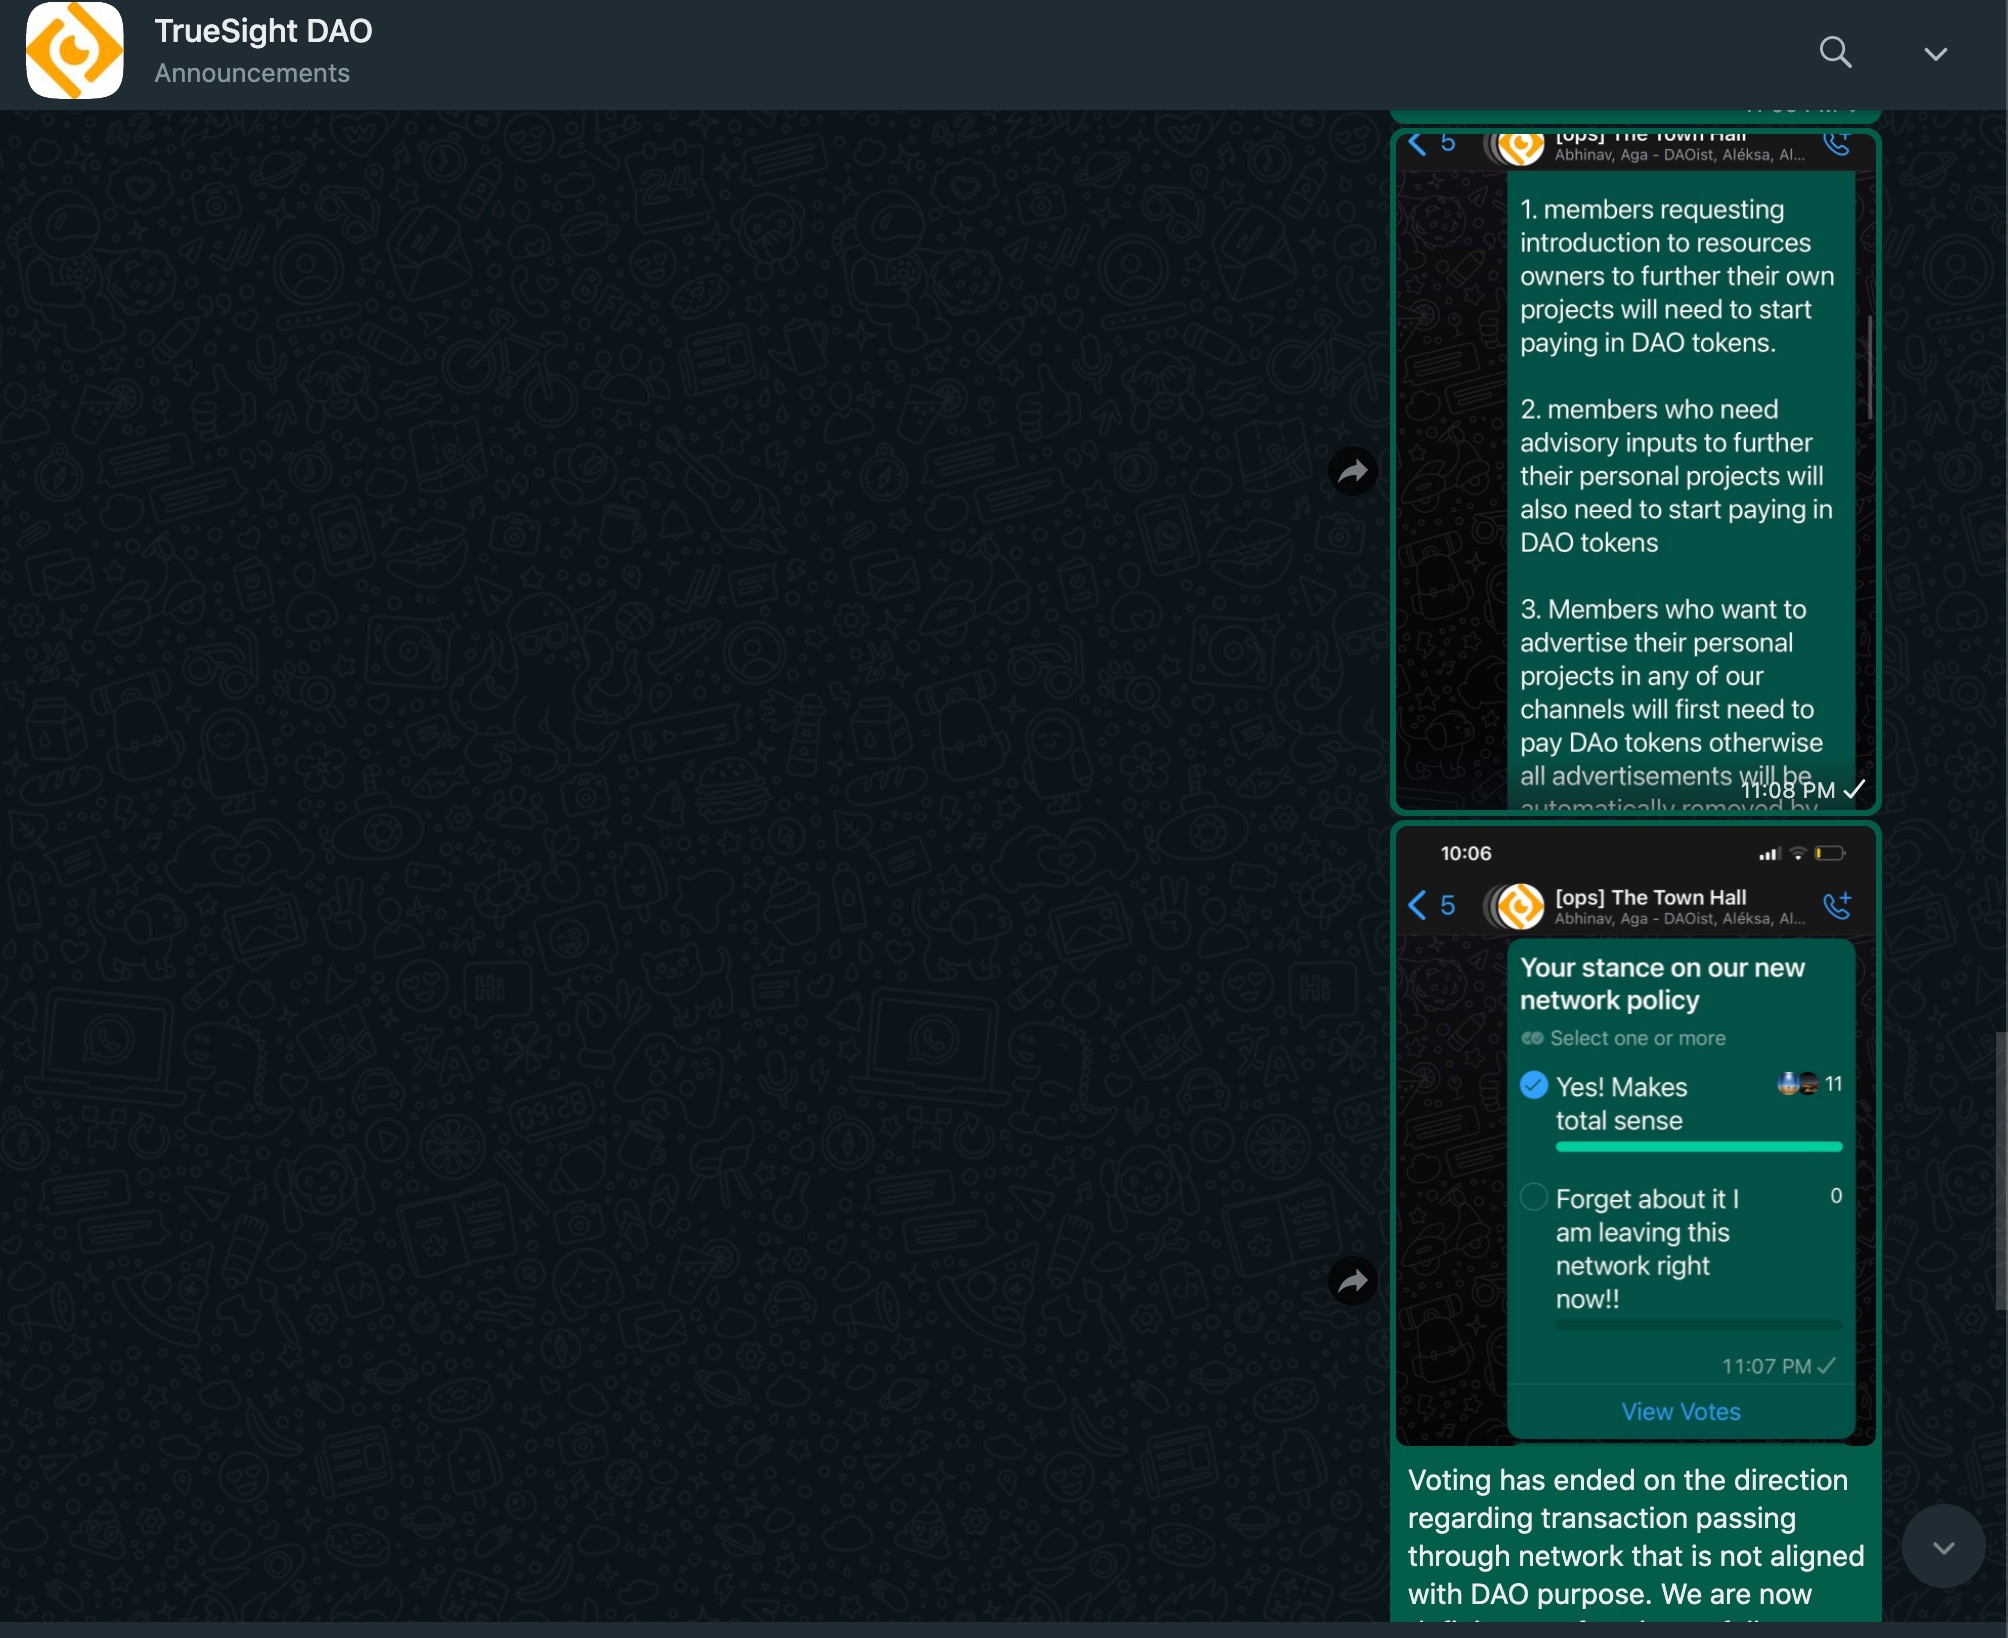 TrueSight DAO
Announcements
5
[ops] The Town Hall
Abhinav, Aga - DAOist, Aléksa, Al...
1. members requesting
introduction to resources
owners to further their own
projects will need to start
paying in DAO tokens.
2. members who need
advisory inputs to further
their personal projects will
also need to start paying in
DAO tokens
3. Members who want to
advertise their personal
projects in any of our
channels will first need to
pay DAo tokens otherwise
all advertisements will be
automatically removed by
11:08 PM
10:06
5
[ops] The Town Hall
Abhinav, Aga - DAOist, Aléksa, Al...
Your stance on our new
network policy
Select one or more
Yes! Makes
total sense
11
Forget about it I
am leaving this
network right
now!!
0
11:07 PM
View Votes
Voting has ended on the direction
regarding transaction passing
through network that is not aligned
with DAO purpose. We are now